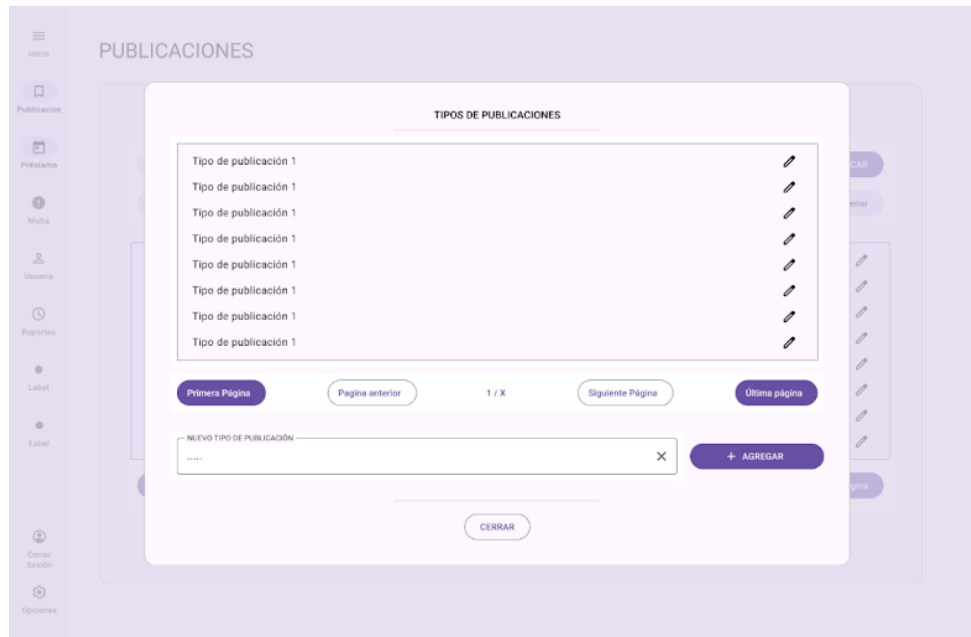 Inicio
PUBLICACIONES
Publicación
Préstamo
Multa
Usuario
Reportes
Label
Label
Cerrar
Sesión
Opciones
TIPOS DE PUBLICACIONES
Tipo de publicación 1
Tipo de publicación 1
Tipo de publicación 1
Tipo de publicación 1
Tipo de publicación 1
Tipo de publicación 1
Tipo de publicación 1
Tipo de publicación 1
Primera Página Pagina anterior 1 / X Siguiente Página Última página
NUEVO TIPO DE PUBLICACIÓN
.....
+ AGREGAR
CERRAR